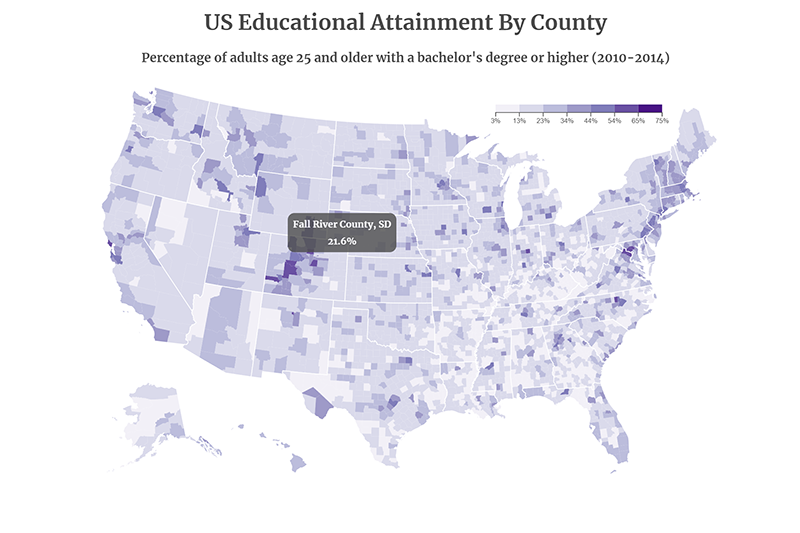 US Educational Attainment By County
Percentage of adults age 25 and older with a bachelor's degree or higher (2010-2014)
3% 13% 23% 34% 44% 54% 65% 75%
Fall River County, SD
21.6%